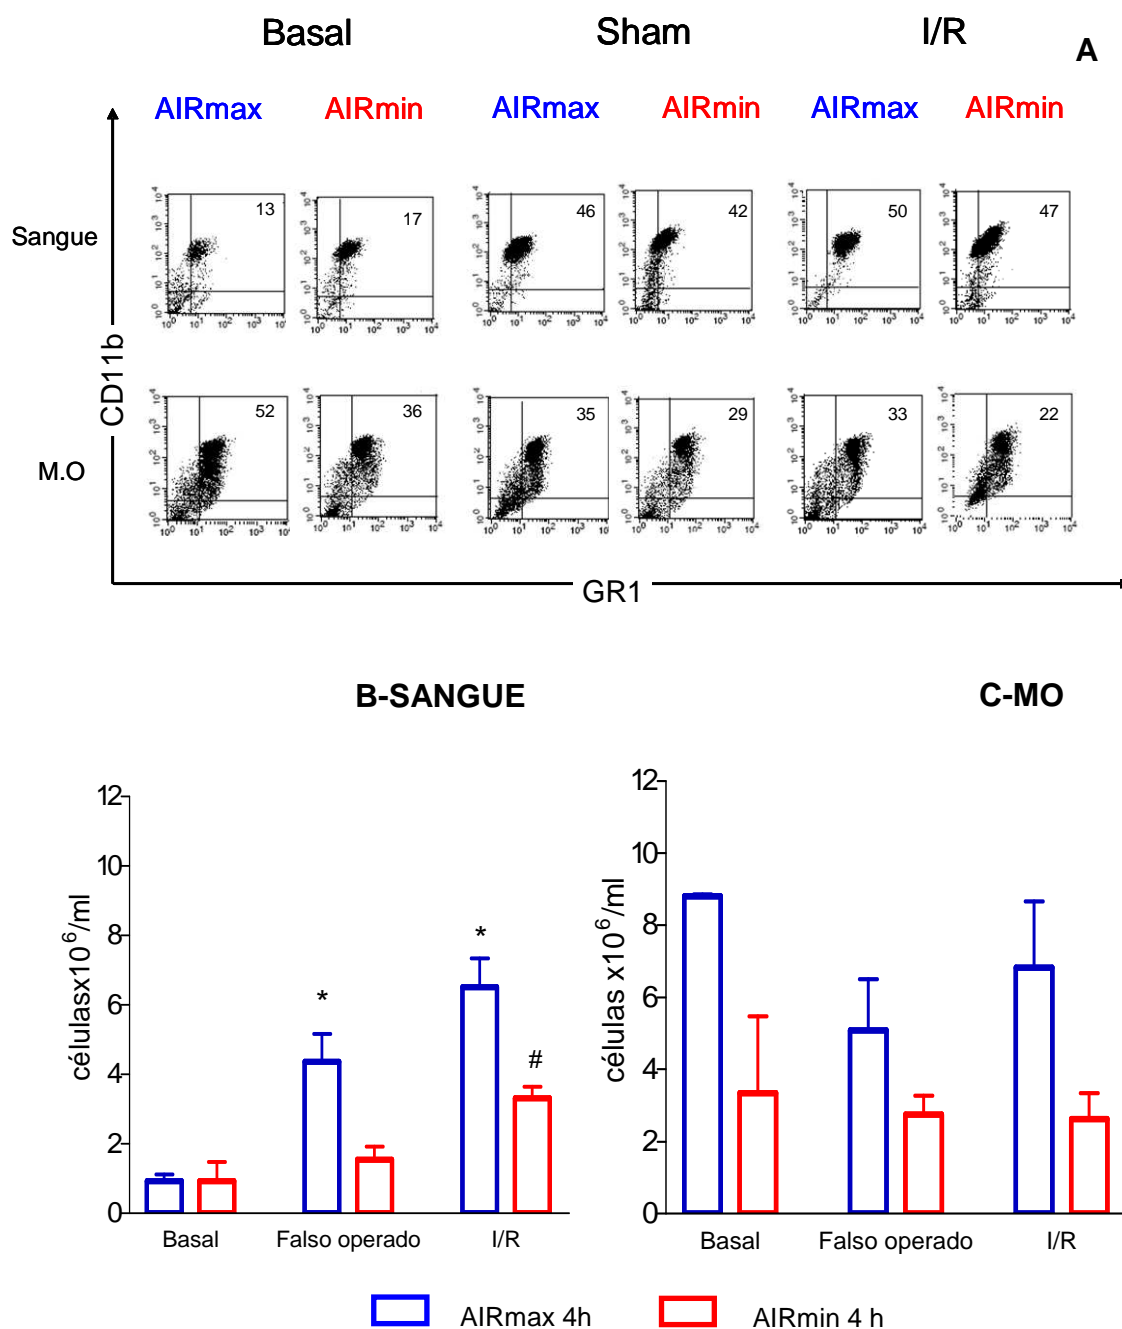 Basal Sham I/R A
AIRmax AIRmin AIRmax AIRmin AIRmax AIRmin
Sangue
13 17 46 42 50 47
CD11b
M.O
52 36 35 29 33 22
GR1
B-SANGUE C-MO
célulasx10⁶/ml
12
10
8
6
4
2
0
* * #
Basal Falso operado I/R
células x10⁶/ml
12
10
8
6
4
2
0
Basal Falso operado I/R
AIRmax 4h AIRmin 4 h